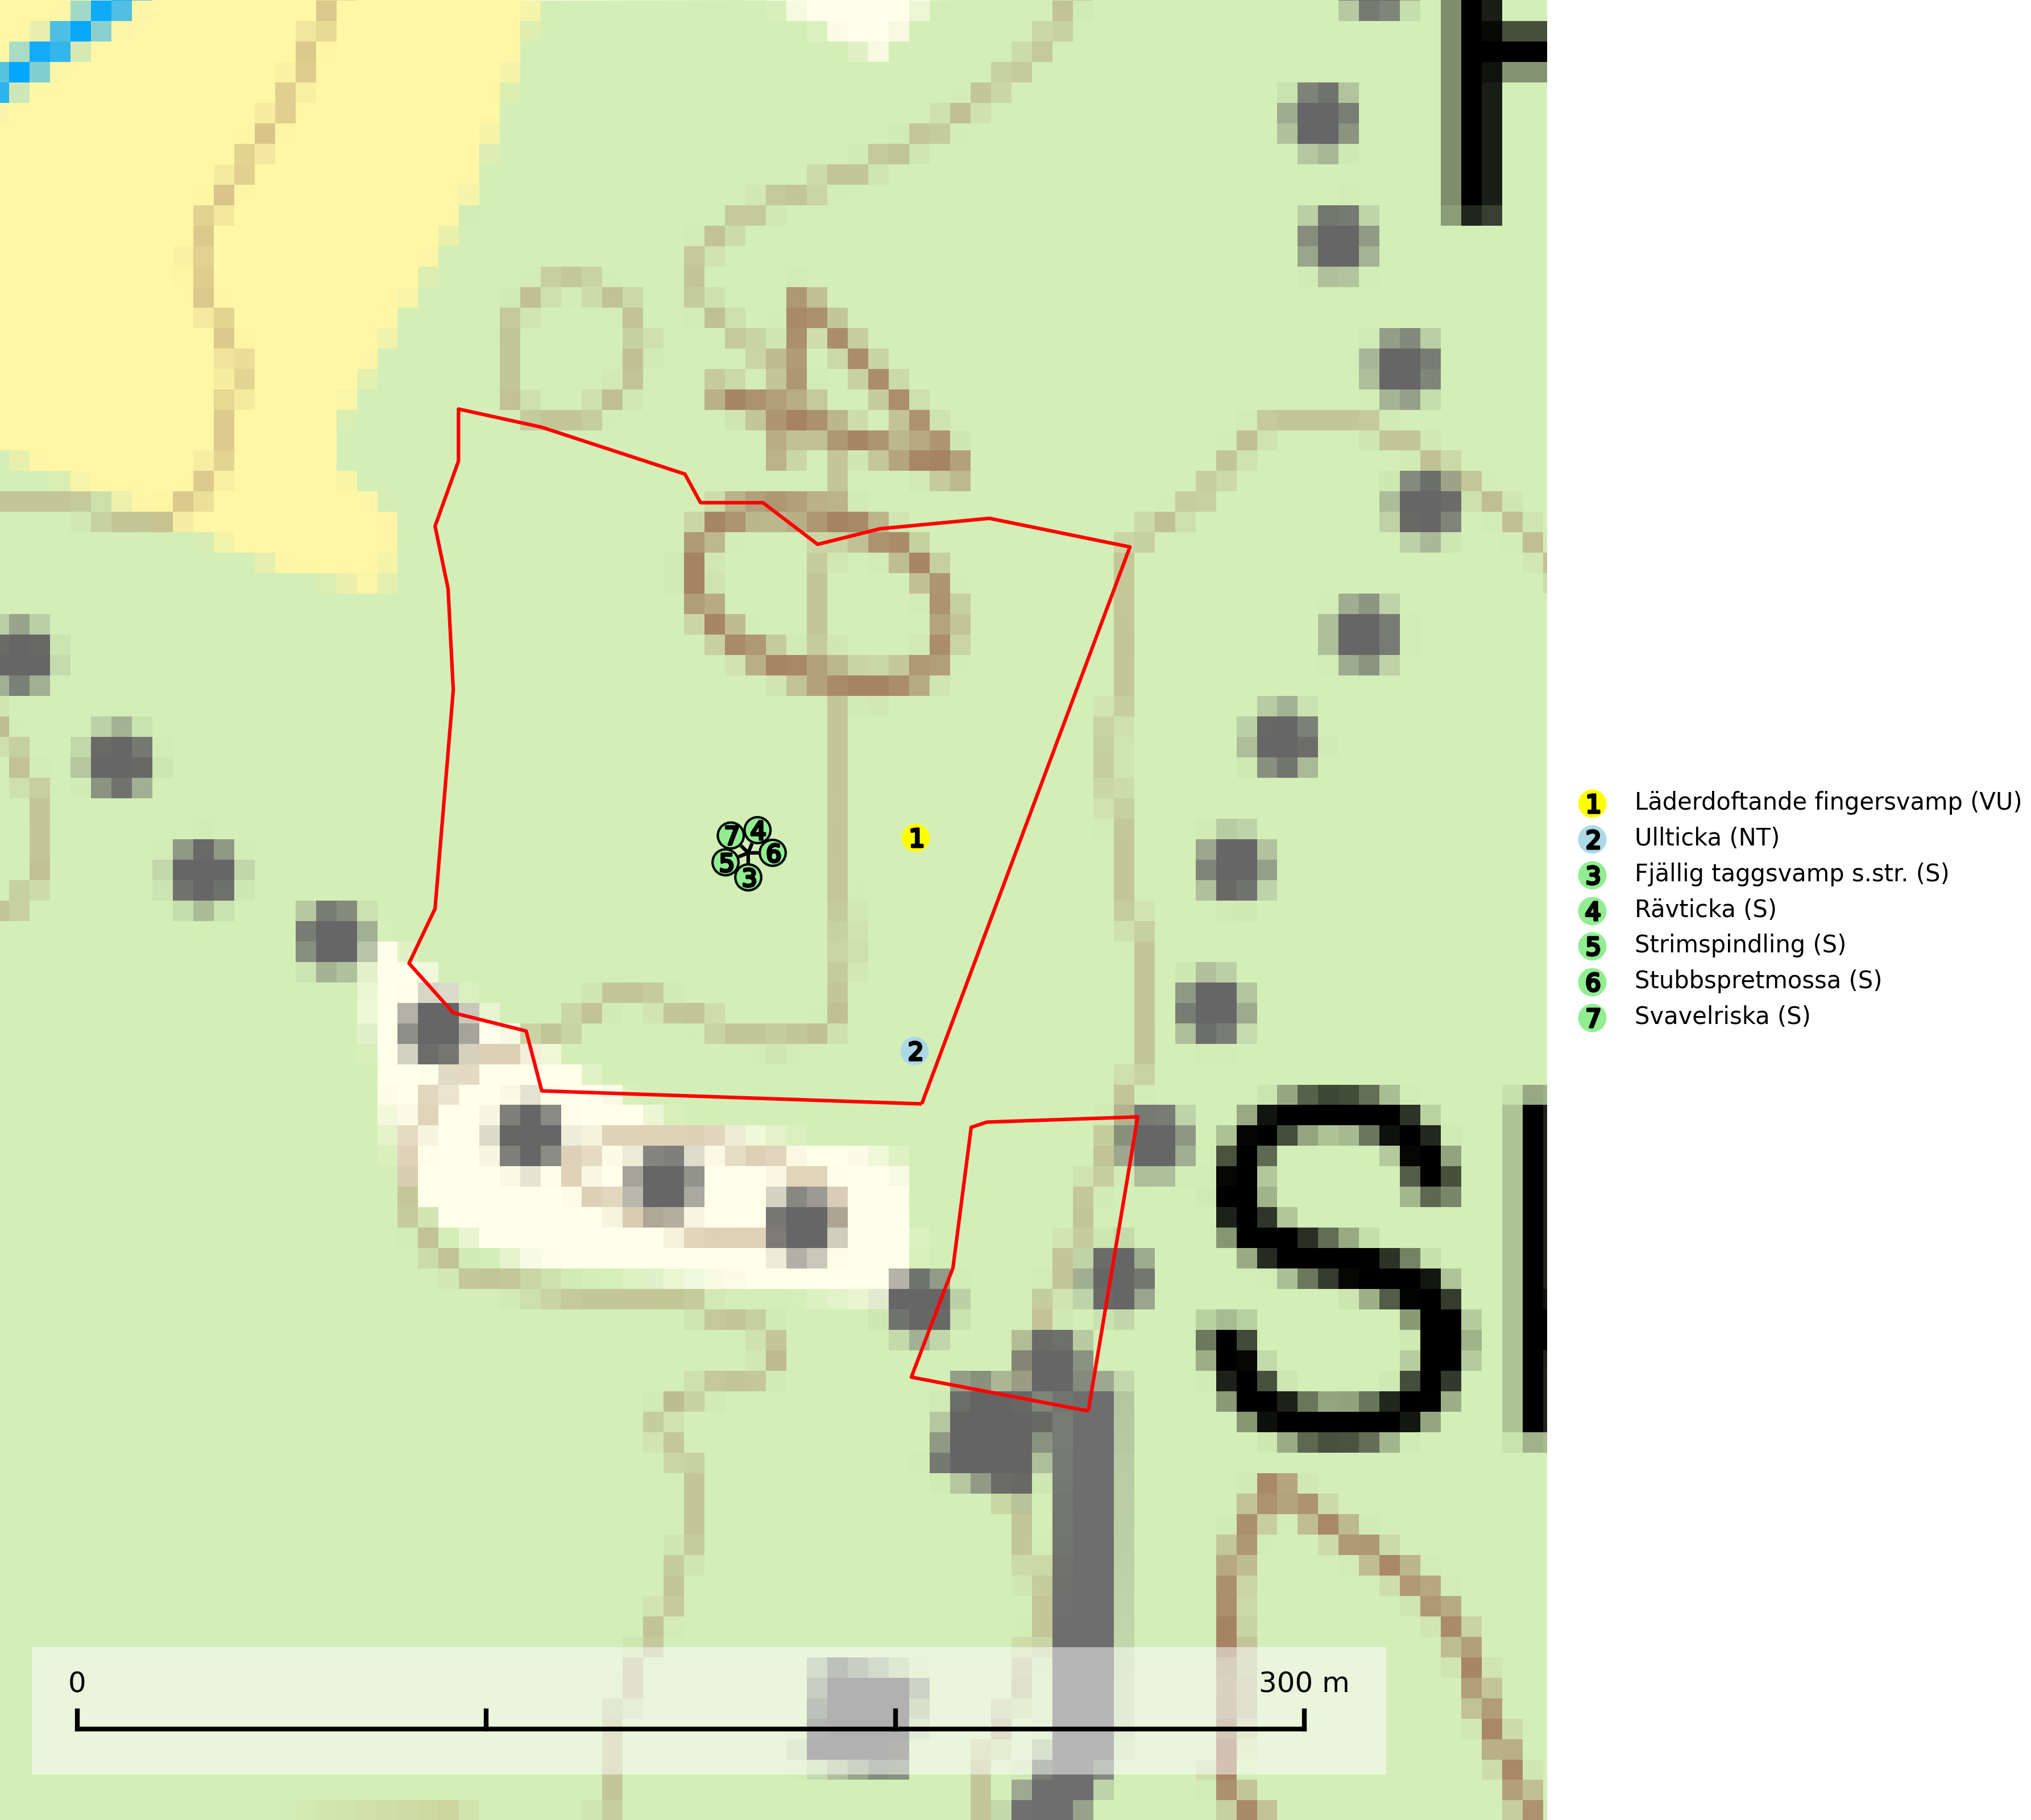 1
7 4
5 6
3
2
S
0
300 m
1 Läderdoftande fingersvamp (VU)
2 Ullticka (NT)
3 Fjällig taggsvamp s.str. (S)
4 Rävticka (S)
5 Strimspindling (S)
6 Stubbspretmossa (S)
7 Svavelriska (S)